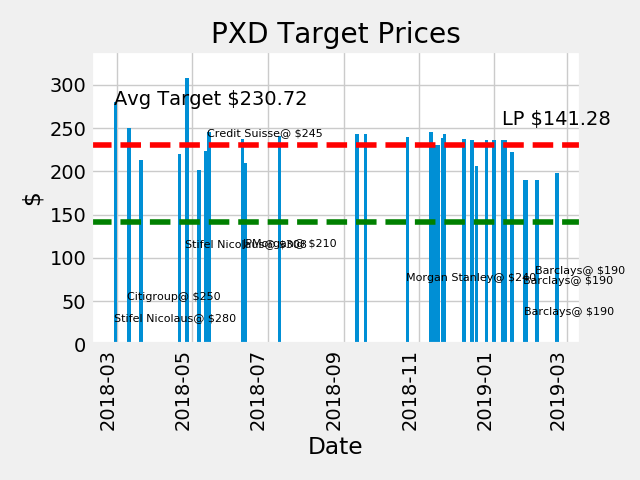 PXD Target Prices
300
250
200
150
100
50
0
$
Avg Target $230.72
LP $141.28
Credit Suisse@ $245
Stifel Nicolaus@ $308
JPMorgan@ $210
Morgan Stanley@ $240
Barclays@ $190
Barclays@ $190
Citigroup@ $250
Stifel Nicolaus@ $280
Barclays@ $190
2018-03
2018-05
2018-07
2018-09
2018-11
2019-01
2019-03
Date